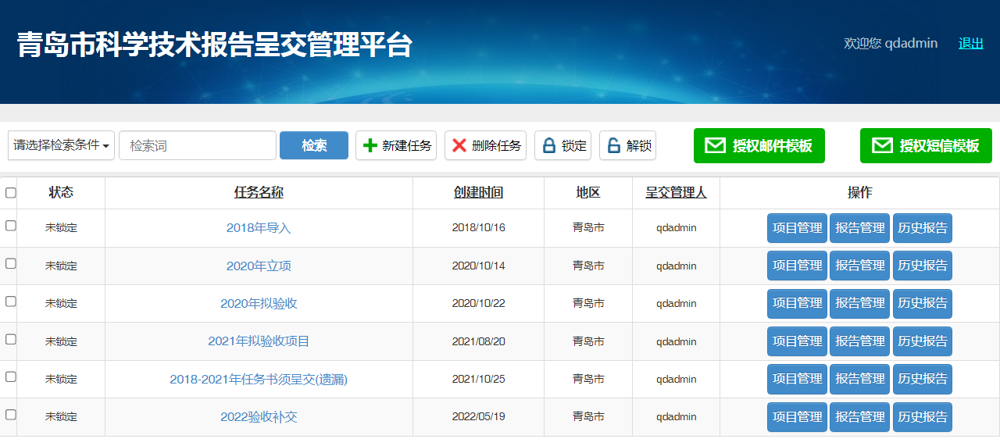 青岛市科学技术报告呈交管理平台
欢迎您 qdadmin 退出
请选择检索条件 检索词 检索 新建任务 删除任务 锁定 解锁 授权邮件模板 授权短信模板
状态 任务名称 创建时间 地区 呈交管理人 操作
未锁定 2018年导入 2018/10/16 青岛市 qdadmin 项目管理 报告管理 历史报告
未锁定 2020年立项 2020/10/14 青岛市 qdadmin 项目管理 报告管理 历史报告
未锁定 2020年拟验收 2020/10/22 青岛市 qdadmin 项目管理 报告管理 历史报告
未锁定 2021年拟验收项目 2021/08/20 青岛市 qdadmin 项目管理 报告管理 历史报告
未锁定 2018-2021年任务书须呈交(遗漏) 2021/10/25 青岛市 qdadmin 项目管理 报告管理 历史报告
未锁定 2022验收补交 2022/05/19 青岛市 qdadmin 项目管理 报告管理 历史报告